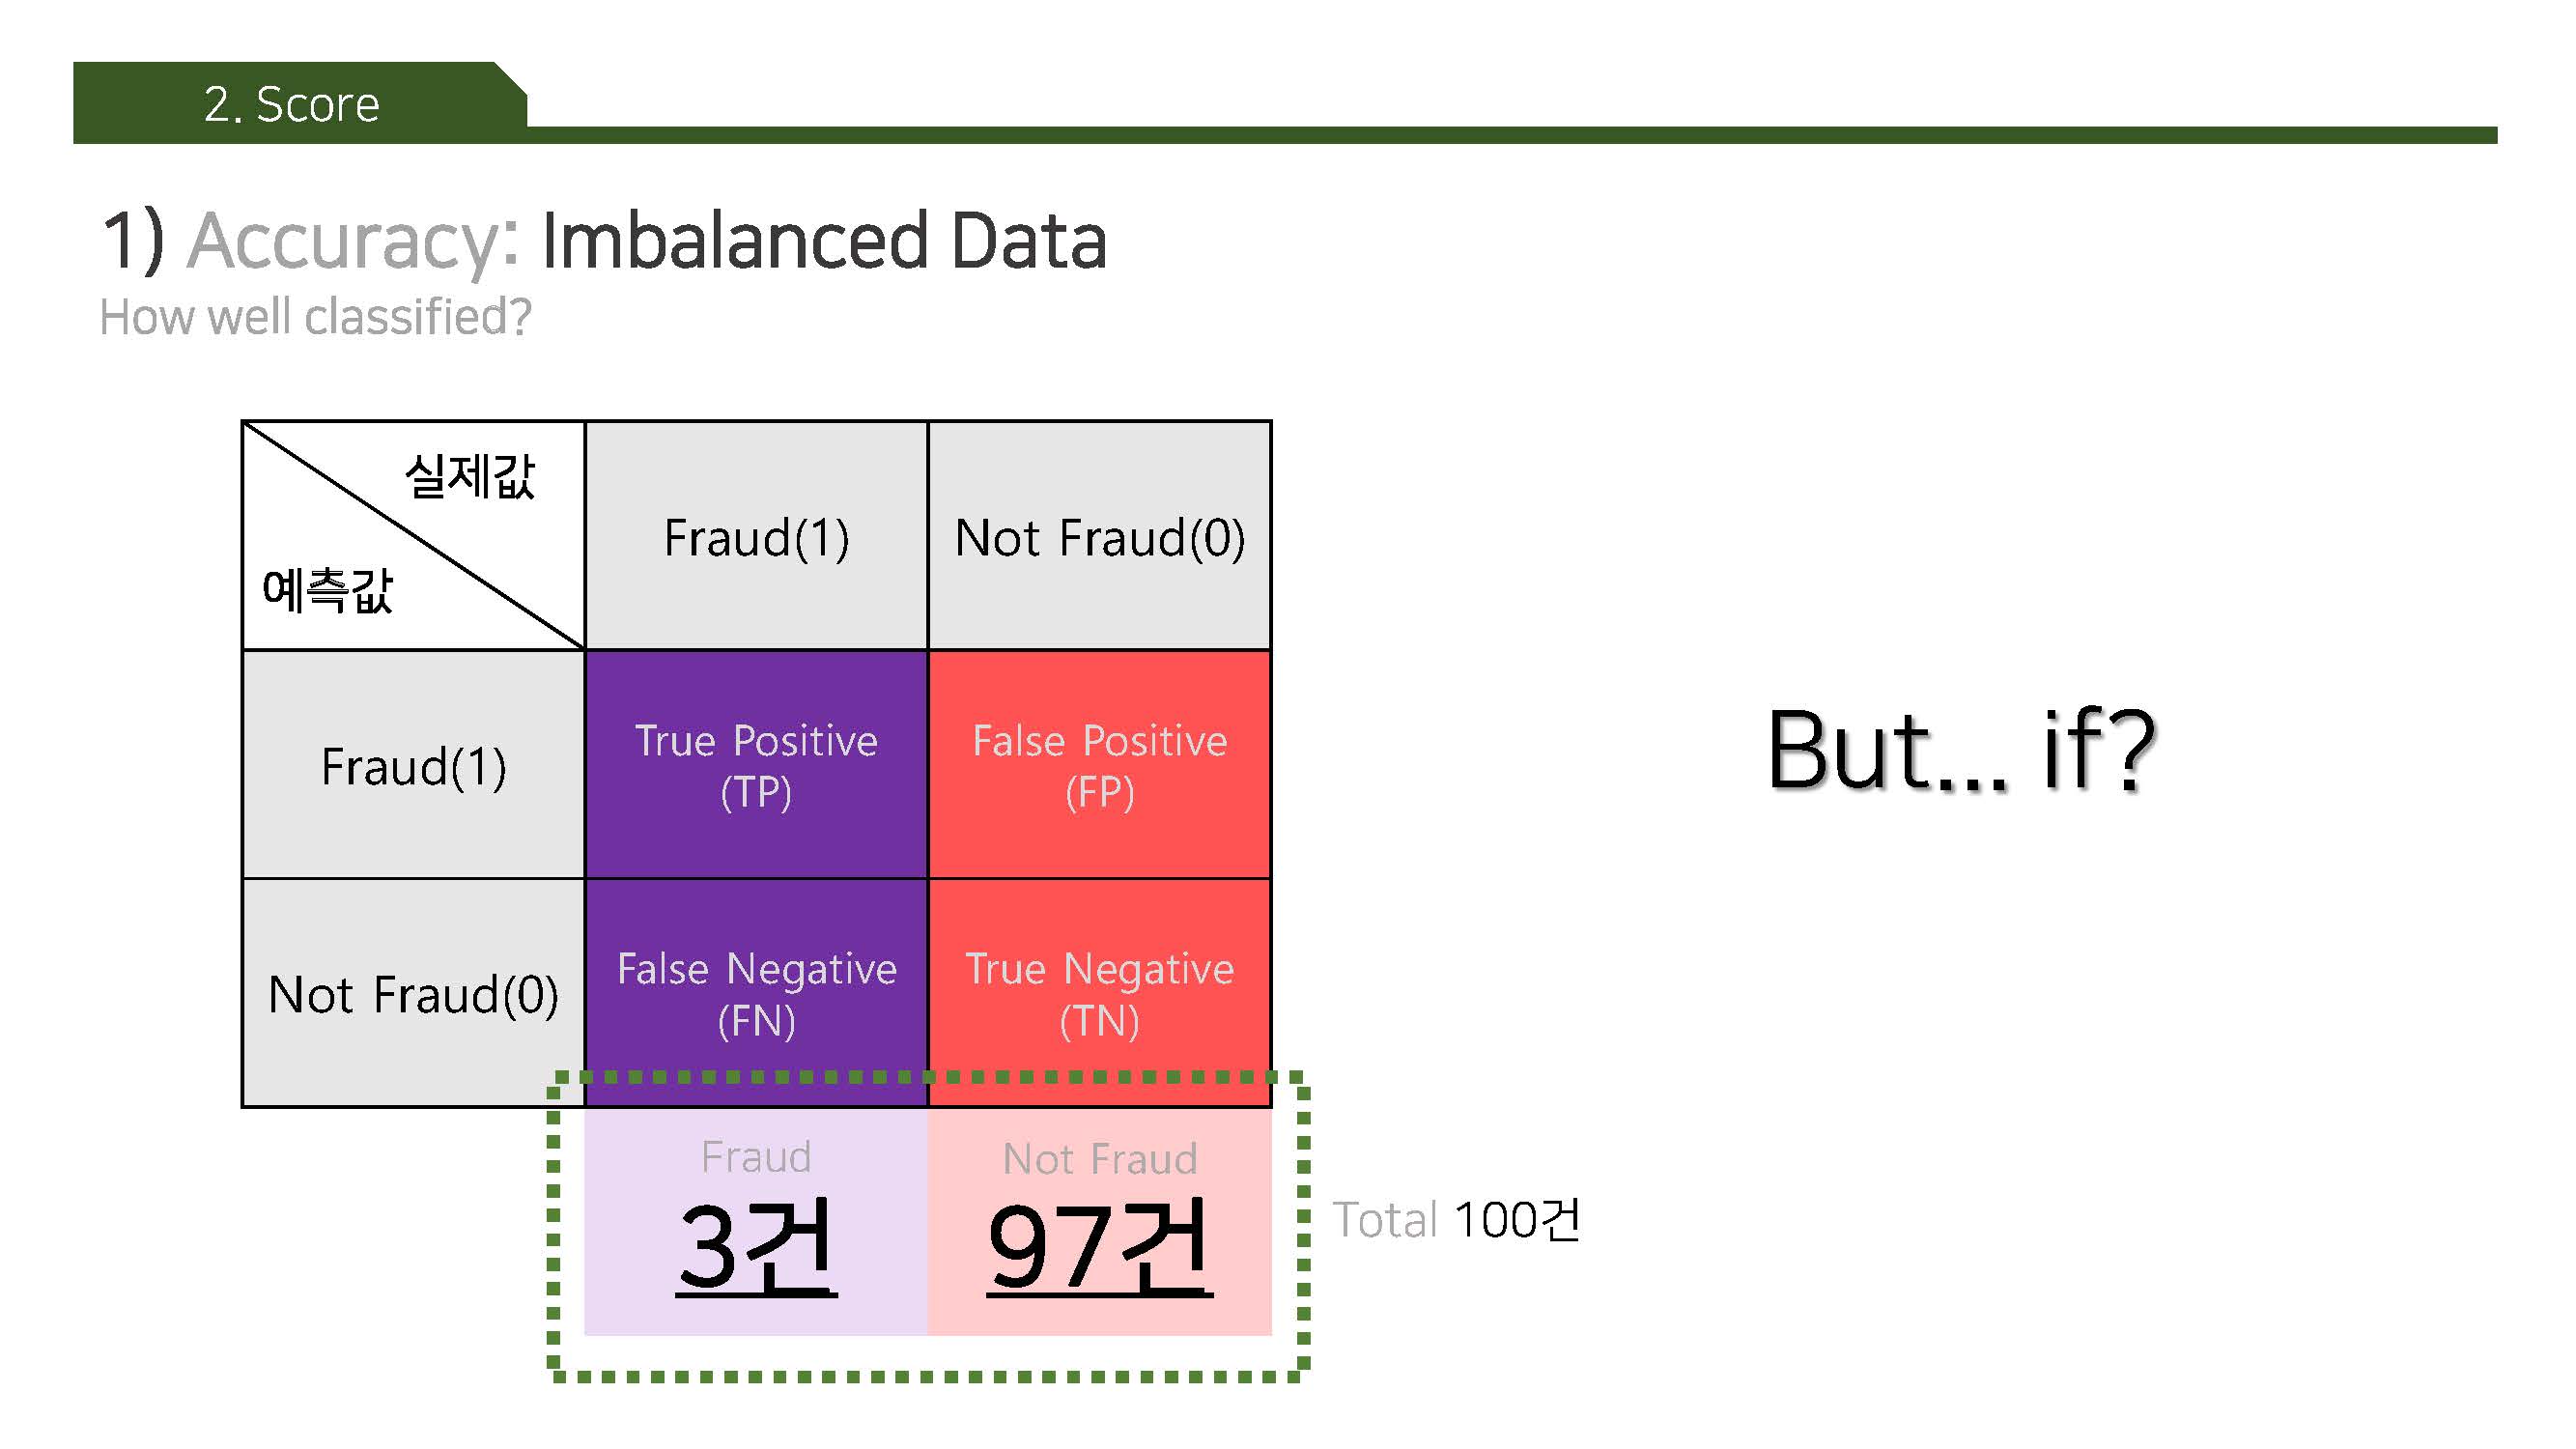 2. Score
1) Accuracy: Imbalanced Data
How well classified?
실제값
예측값
Fraud(1)
Not Fraud(0)
Fraud(1)
True Positive
(TP)
False Positive
(FP)
Not Fraud(0)
False Negative
(FN)
True Negative
(TN)
Fraud
3건
Not Fraud
97건
Total 100건
But... if?